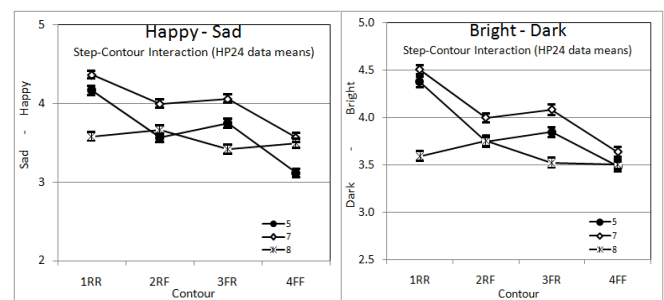 Happy - Sad
Step-Contour Interaction (HP24 data means)
5
4
3
2
Sad - Happy
1RR 2RF 3FR 4FF
Contour
5
7
8
Bright - Dark
Step-Contour Interaction (HP24 data means)
5.0
4.5
4.0
3.5
3.0
2.5
Dark - Bright
1RR 2RF 3FR 4FF
Contour
5
7
8